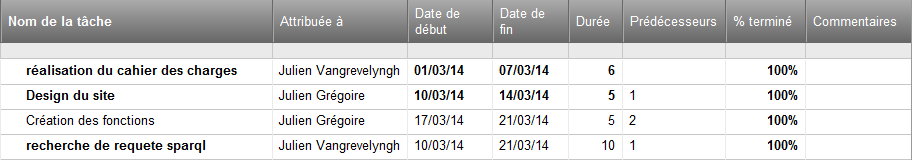 Nom de la tâche Attribuée à Date de début Date de fin Durée Prédécesseurs % terminé Commentaires
réalisation du cahier des charges Julien Vangrevelyngh 01/03/14 07/03/14 6 100%
Design du site Julien Grégoire 10/03/14 14/03/14 5 1 100%
Création des fonctions Julien Grégoire 17/03/14 21/03/14 5 2 100%
recherche de requete sparql Julien Vangrevelyngh 10/03/14 21/03/14 10 1 100%